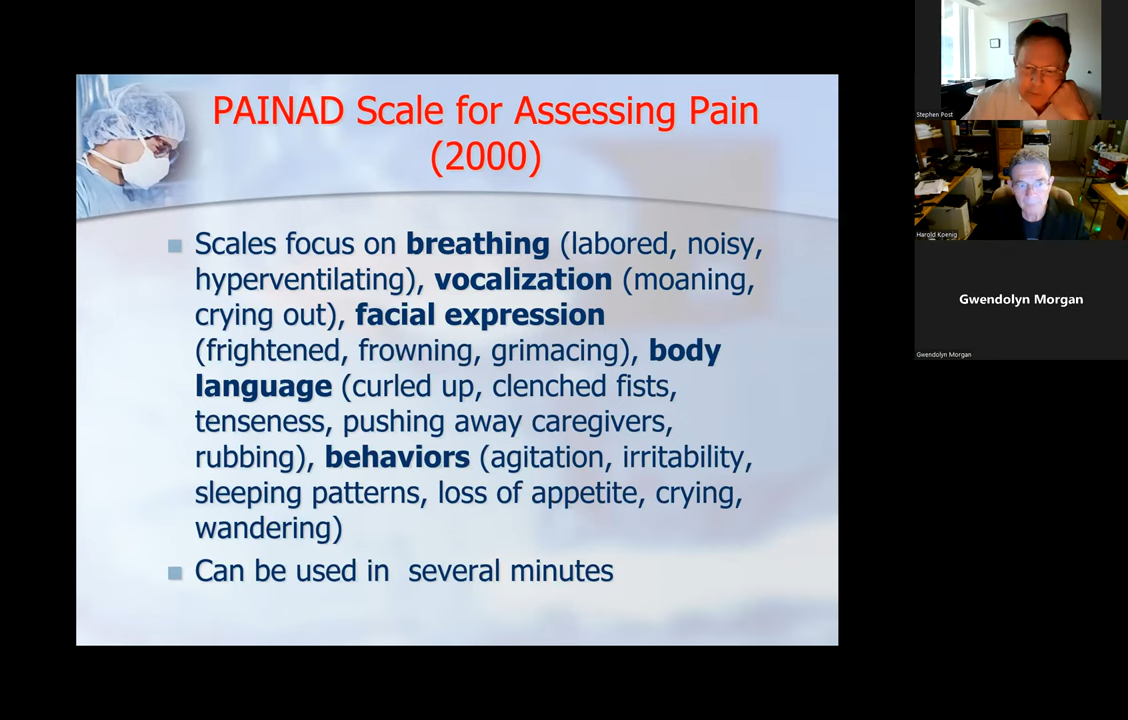 PAINAD Scale for Assessing Pain
(2000)
Scales focus on breathing (labored, noisy,
hyperventilating), vocalization (moaning,
crying out), facial expression
(frightened, frowning, grimacing), body
language (curled up, clenched fists,
tenseness, pushing away caregivers,
rubbing), behaviors (agitation, irritability,
sleeping patterns, loss of appetite, crying,
wandering)
Can be used in  several minutes
Stephen Post
Harold Koenig
Gwendolyn Morgan
Gwendolyn Morgan